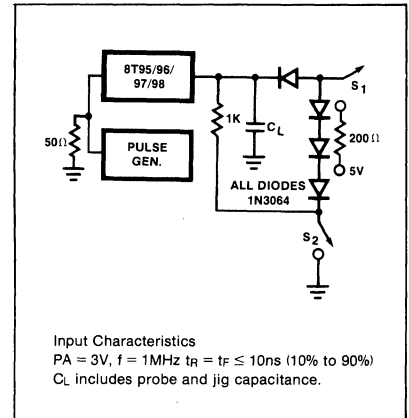 8T95/96/
97/98
S1
1K
CL
200Ω
50Ω
PULSE
GEN.
5V
ALL DIODES
1N3064
S2
Input Characteristics
PA = 3V, f = 1MHz tR = tF ≤ 10ns (10% to 90%)
CL includes probe and jig capacitance.